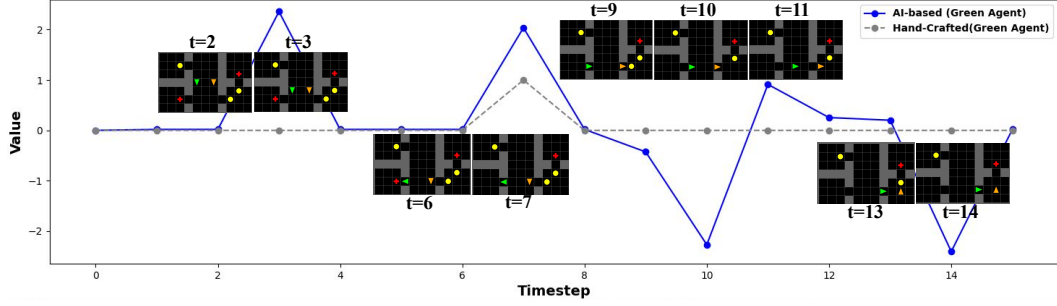 2
1
0
−1
−2
Value
t=2
t=3
t=6
t=7
t=9
t=10
t=11
t=13
t=14
AI-based (Green Agent)
Hand-Crafted(Green Agent)
0
2
4
6
8
10
12
14
Timestep